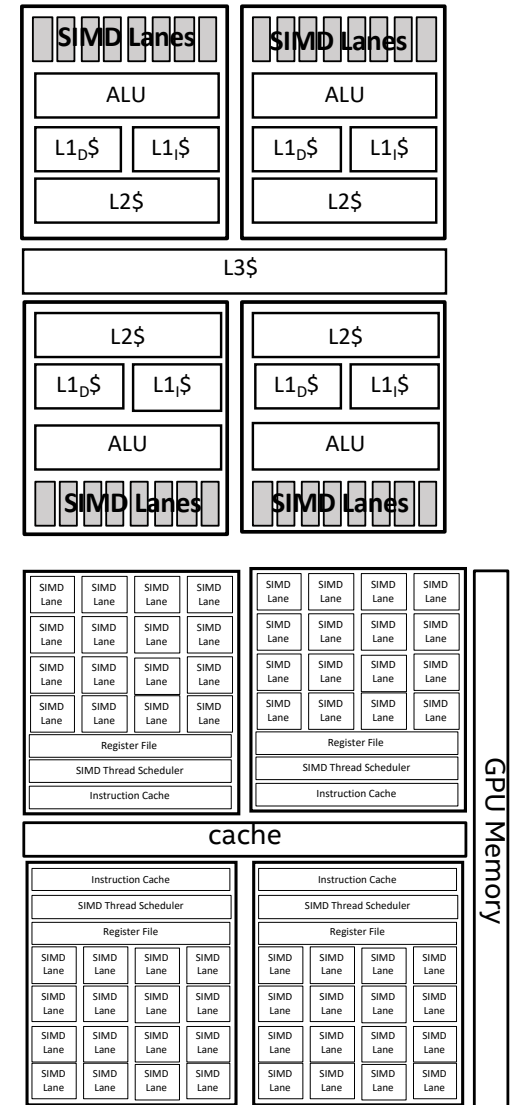 SIMD Lanes SIMD Lanes
ALU ALU
L1D$ L1I$ L1D$ L1I$
L2$ L2$
L3$
L2$ L2$
L1D$ L1I$ L1D$ L1I$
ALU ALU
SIMD Lanes SIMD Lanes
SIMD SIMD SIMD SIMD SIMD SIMD SIMD SIMD
Lane Lane Lane Lane Lane Lane Lane Lane
SIMD SIMD SIMD SIMD SIMD SIMD SIMD SIMD
Lane Lane Lane Lane Lane Lane Lane Lane
SIMD SIMD SIMD SIMD SIMD SIMD SIMD SIMD
Lane Lane Lane Lane Lane Lane Lane Lane
SIMD SIMD SIMD SIMD SIMD SIMD SIMD SIMD
Lane Lane Lane Lane Lane Lane Lane Lane
Register File Register File
SIMD Thread Scheduler SIMD Thread Scheduler
Instruction Cache Instruction Cache
cache
Instruction Cache Instruction Cache
SIMD Thread Scheduler SIMD Thread Scheduler
Register File Register File
SIMD SIMD SIMD SIMD SIMD SIMD SIMD SIMD
Lane Lane Lane Lane Lane Lane Lane Lane
SIMD SIMD SIMD SIMD SIMD SIMD SIMD SIMD
Lane Lane Lane Lane Lane Lane Lane Lane
SIMD SIMD SIMD SIMD SIMD SIMD SIMD SIMD
Lane Lane Lane Lane Lane Lane Lane Lane
SIMD SIMD SIMD SIMD SIMD SIMD SIMD SIMD
Lane Lane Lane Lane Lane Lane Lane Lane
GPU Memory